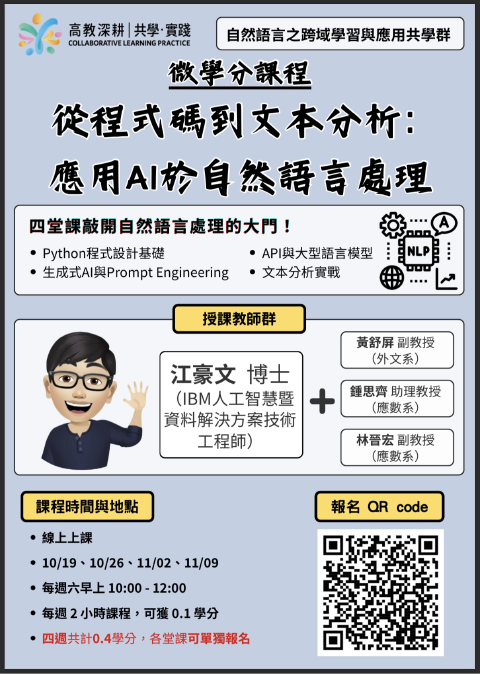 高教深耕|共學·實踐
COLLABORATIVE LEARNING PRACTICE
自然語言之跨域學習與應用共學群
微學分課程
從程式碼到文本分析:
應用AI於自然語言處理
四堂課敲開自然語言處理的大門！
• Python程式設計基礎
• API與大型語言模型
• 生成式AI與Prompt Engineering
• 文本分析實戰
A
NLP
授課教師群
江豪文 博士
（IBM人工智慧暨
資料解決方案技術
工程師）
+
黃舒屏 副教授
（外文系）
鍾思齊 助理教授
（應數系）
林晉宏 副教授
（應數系）
課程時間與地點
• 線上上課
• 10/19、10/26、11/02、11/09
• 每週六早上 10:00 - 12:00
• 每週 2 小時課程，可獲 0.1 學分
• 四週共計0.4學分，各堂課可單獨報名
報名 QR code